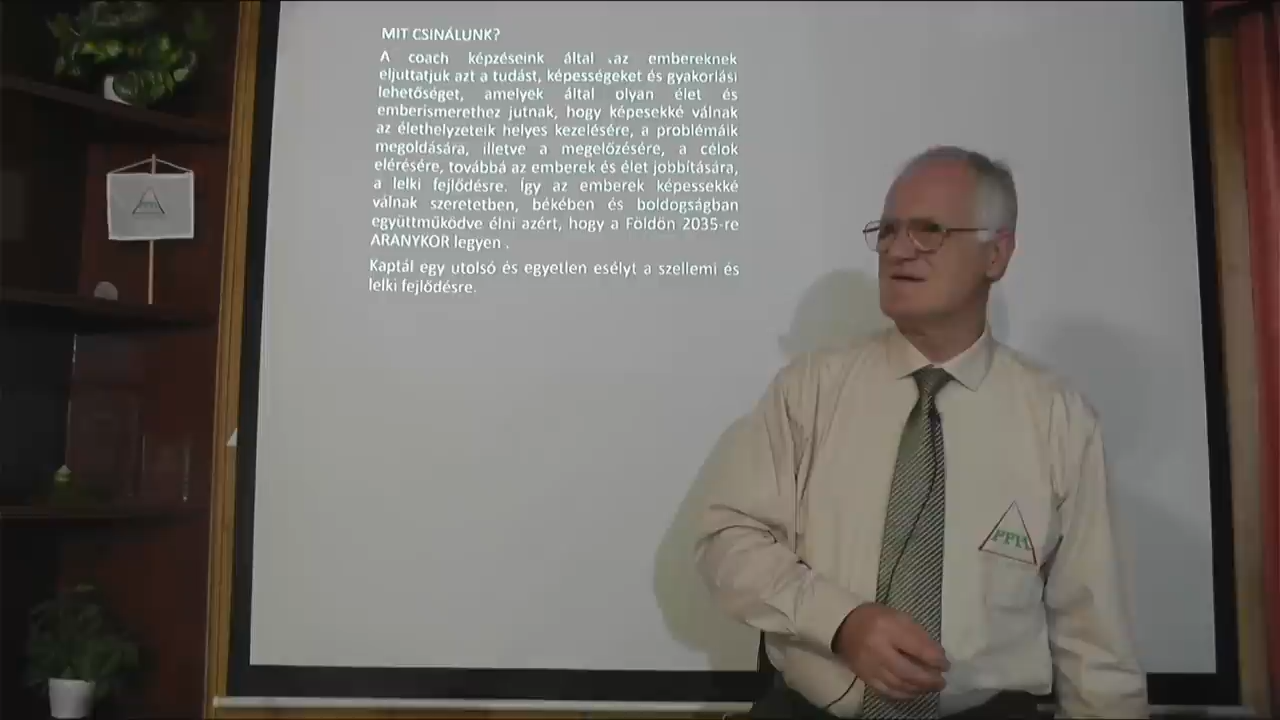 MIT CSINÁLUNK?
A coach képzéseink által az embereknek
eljuttatjuk azt a tudást, képességeket és gyakorlási
lehetőséget, amelyek által olyan élet és
emberismerethez jutnak, hogy képesekké válnak
az élethelyzeteik helyes kezelésére, a problémáik
megoldására, illetve a megelőzésére, a célok
elérésére, továbbá az emberek és élet jobbítására,
a lelki fejlődésre. Így az emberek képessekké
válnak szeretetben, békében és boldogságban
együttműködve élni azért, hogy a Földön 2035-re
ARANYKOR legyen .
Kaptál egy utolsó és egyetlen esélyt a szellemi és
lelki fejlődésre.